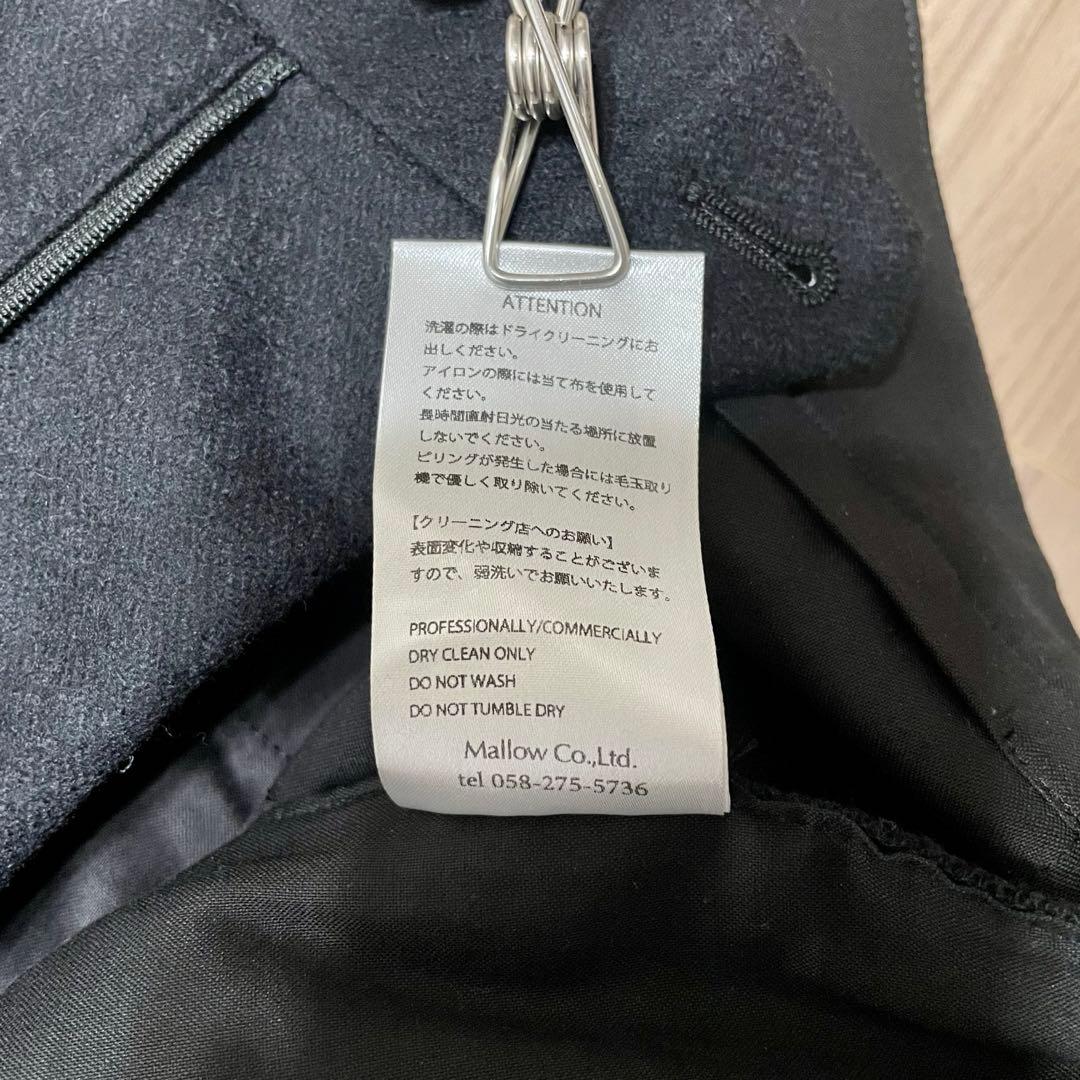 ATTENTION
洗濯の際はドライクリーニングにお
出しください。
アイロンの際には当て布を使用して
ください。
長時間直射日光の当たる場所に放置
しないでください。
ピリングが発生した場合には毛玉取り
機で優しく取り除いてください。
【クリーニング店へのお願い】
表面変化や収縮することがございま
すので、弱洗いでお願いいたします。
PROFESSIONALLY/COMMERCIALLY
DRY CLEAN ONLY
DO NOT WASH
DO NOT TUMBLE DRY
Mallow Co.,Ltd.
tel 058-275-5736